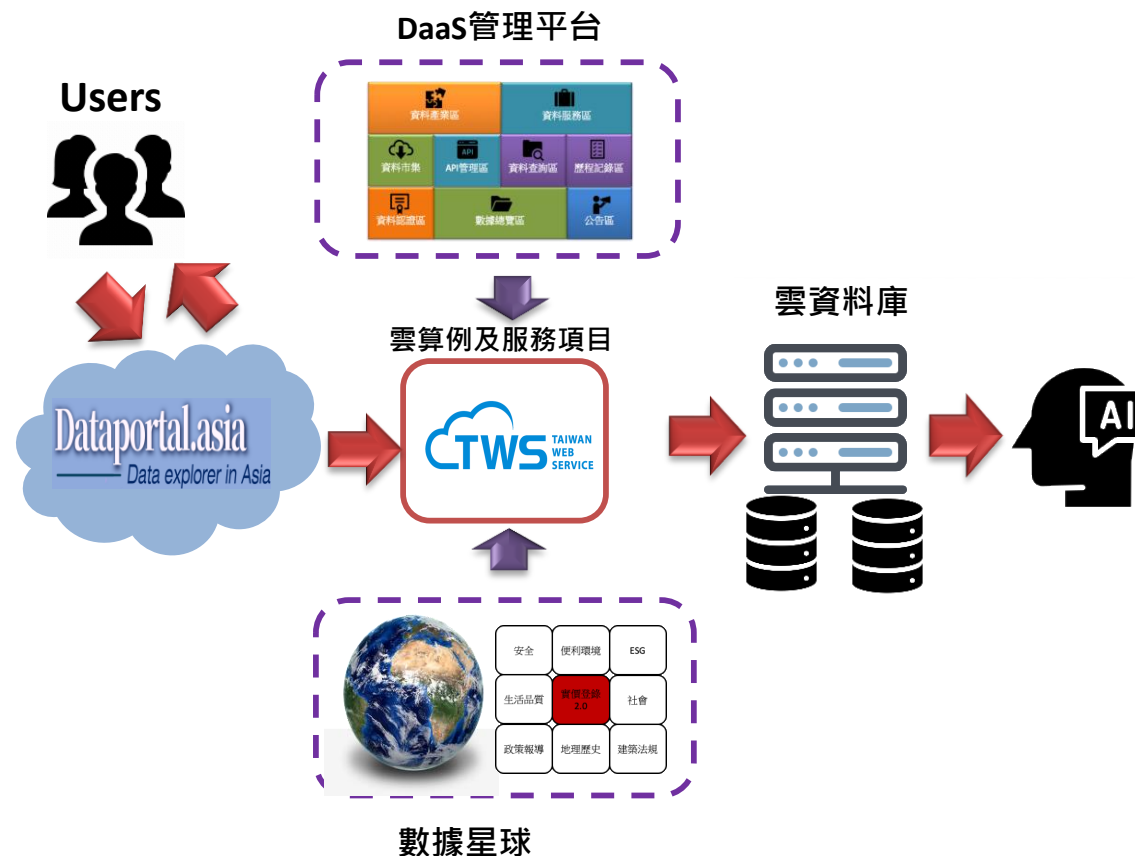 DaaS管理平台
Users
資料產業區
資料服務區
資料市集
API
API管理區
資料查詢區
歷程記錄區
資料認證區
數據總覽區
公告區
雲資料庫
雲算例及服務項目
Dataportal.asia
Data explorer in Asia
TWS
TAIWAN
WEB
SERVICE
AI
安全
便利環境
ESG
生活品質
實價登錄
2.0
社會
政策報導
地理歷史
建築法規
數據星球